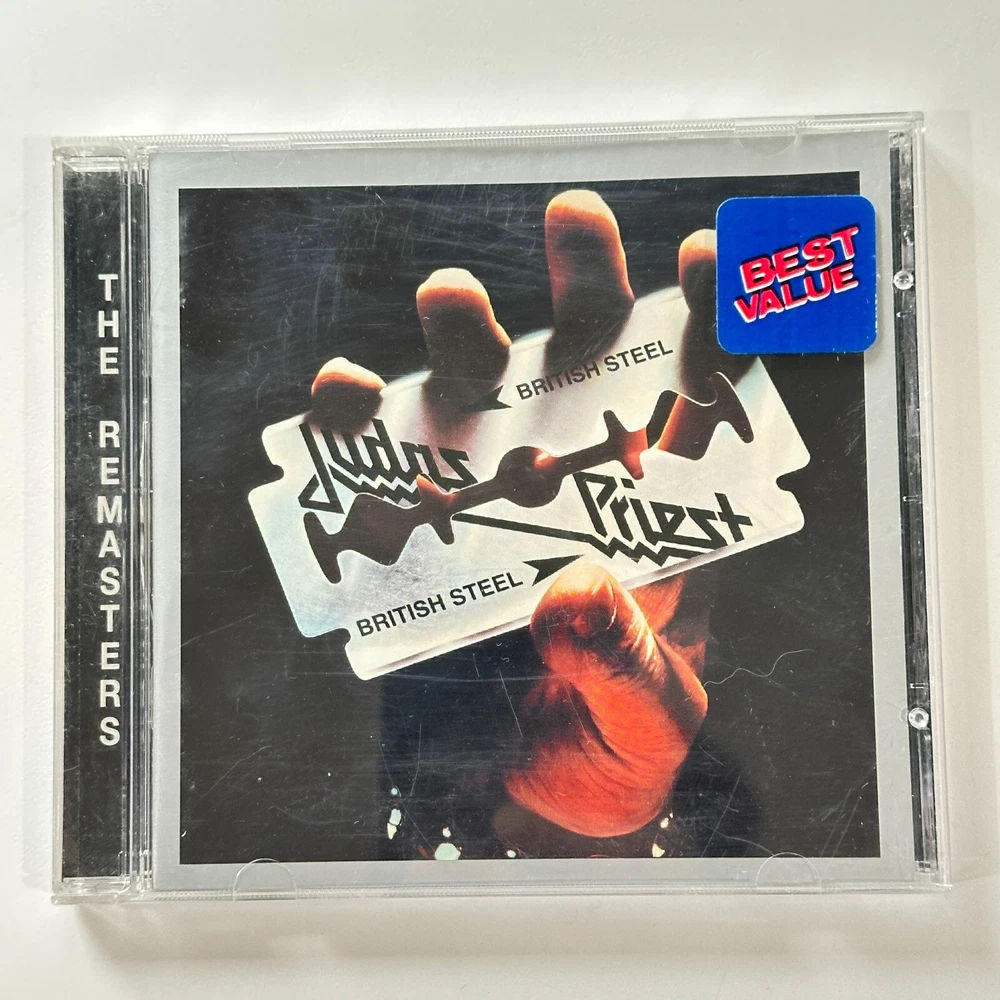 THE REMASTERS
BEST
VALUE
BRITISH STEEL
Judas
Priest
BRITISH STEEL